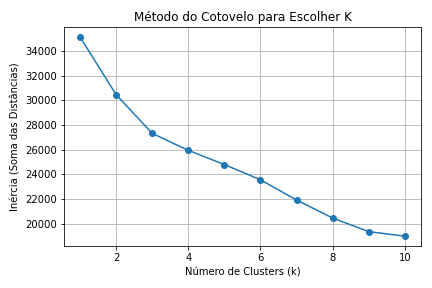 Método do Cotovelo para Escolher K
Inércia (Soma das Distâncias)
34000
32000
30000
28000
26000
24000
22000
20000
2 4 6 8 10
Número de Clusters (k)